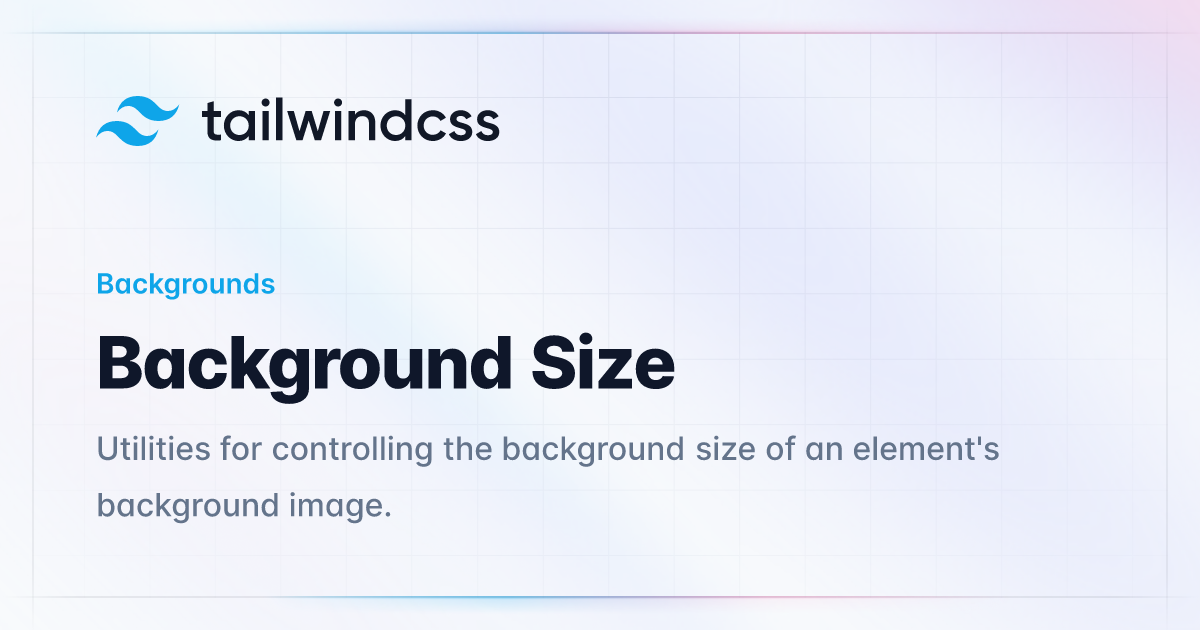 tailwindcss
Backgrounds
Background Size
Utilities for controlling the background size of an element's
background image.